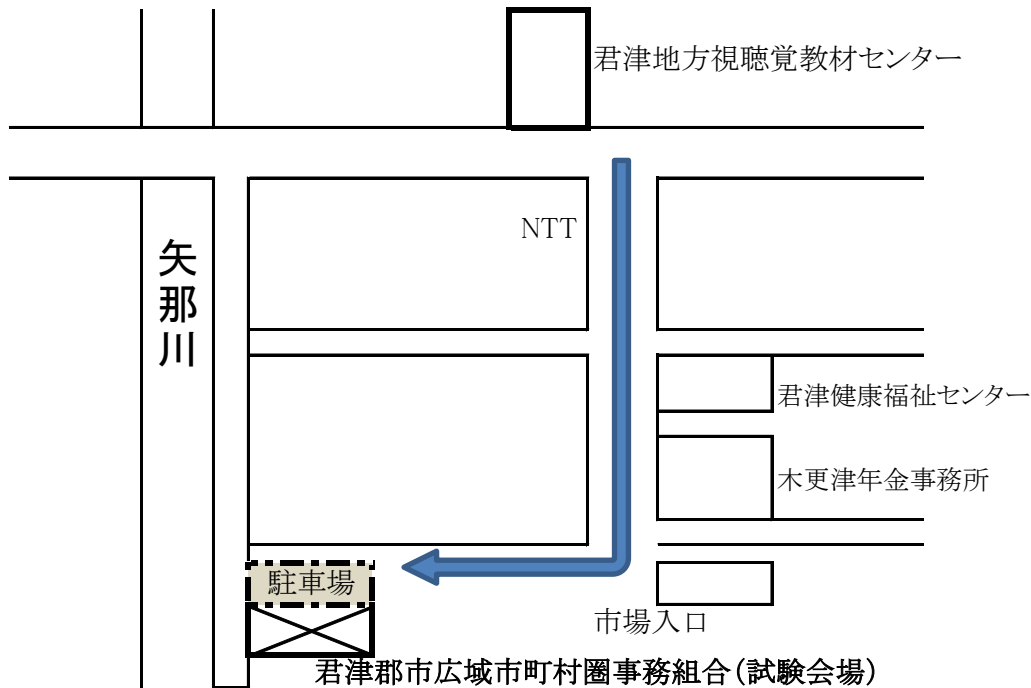 君津地方視聴覚教材センター
NTT
矢那川
君津健康福祉センター
木更津年金事務所
駐車場
市場入口
君津郡市広域市町村圏事務組合(試験会場)